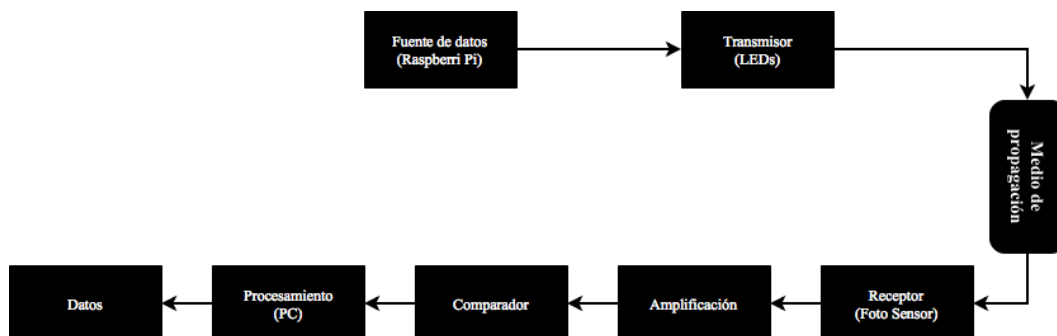 Fuente de datos
(Raspberri Pi)
Transmisor
(LEDs)
Medio de
propagación
Datos
Procesamiento
(PC)
Comparador
Amplificación
Receptor
(Foto Sensor)